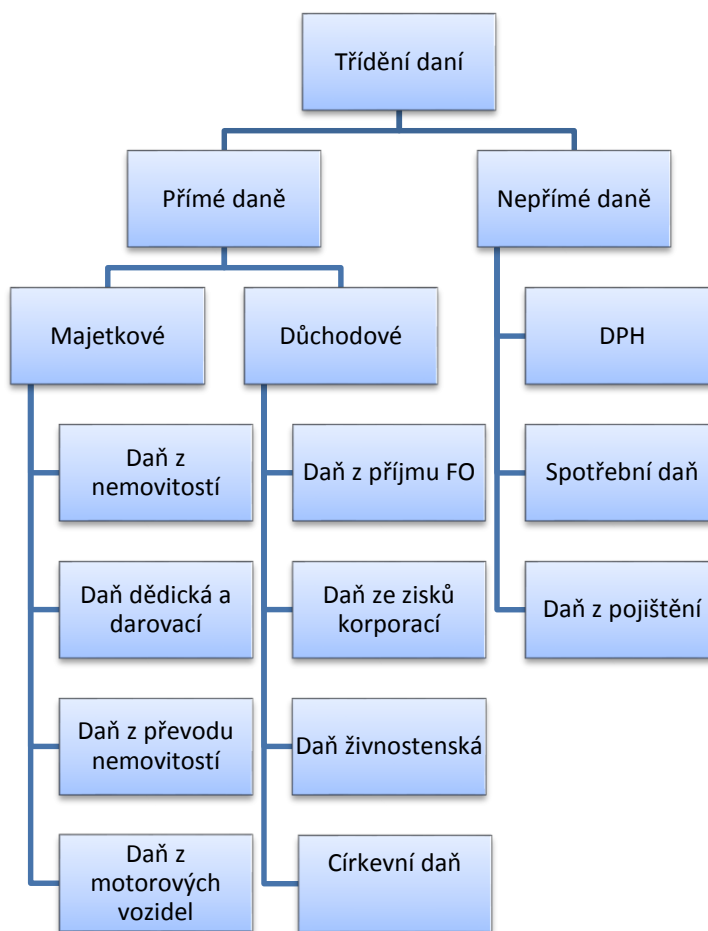 Třídění daní
Přímé daně
Nepřímé daně
Majetkové
Důchodové
DPH
Daň z
nemovitostí
Daň z příjmu FO
Spotřební daň
Daň dědická a
darovací
Daň ze zisků
korporací
Daň z pojištění
Daň z převodu
nemovitostí
Daň živnostenská
Daň z
motorových
vozidel
Církevní daň